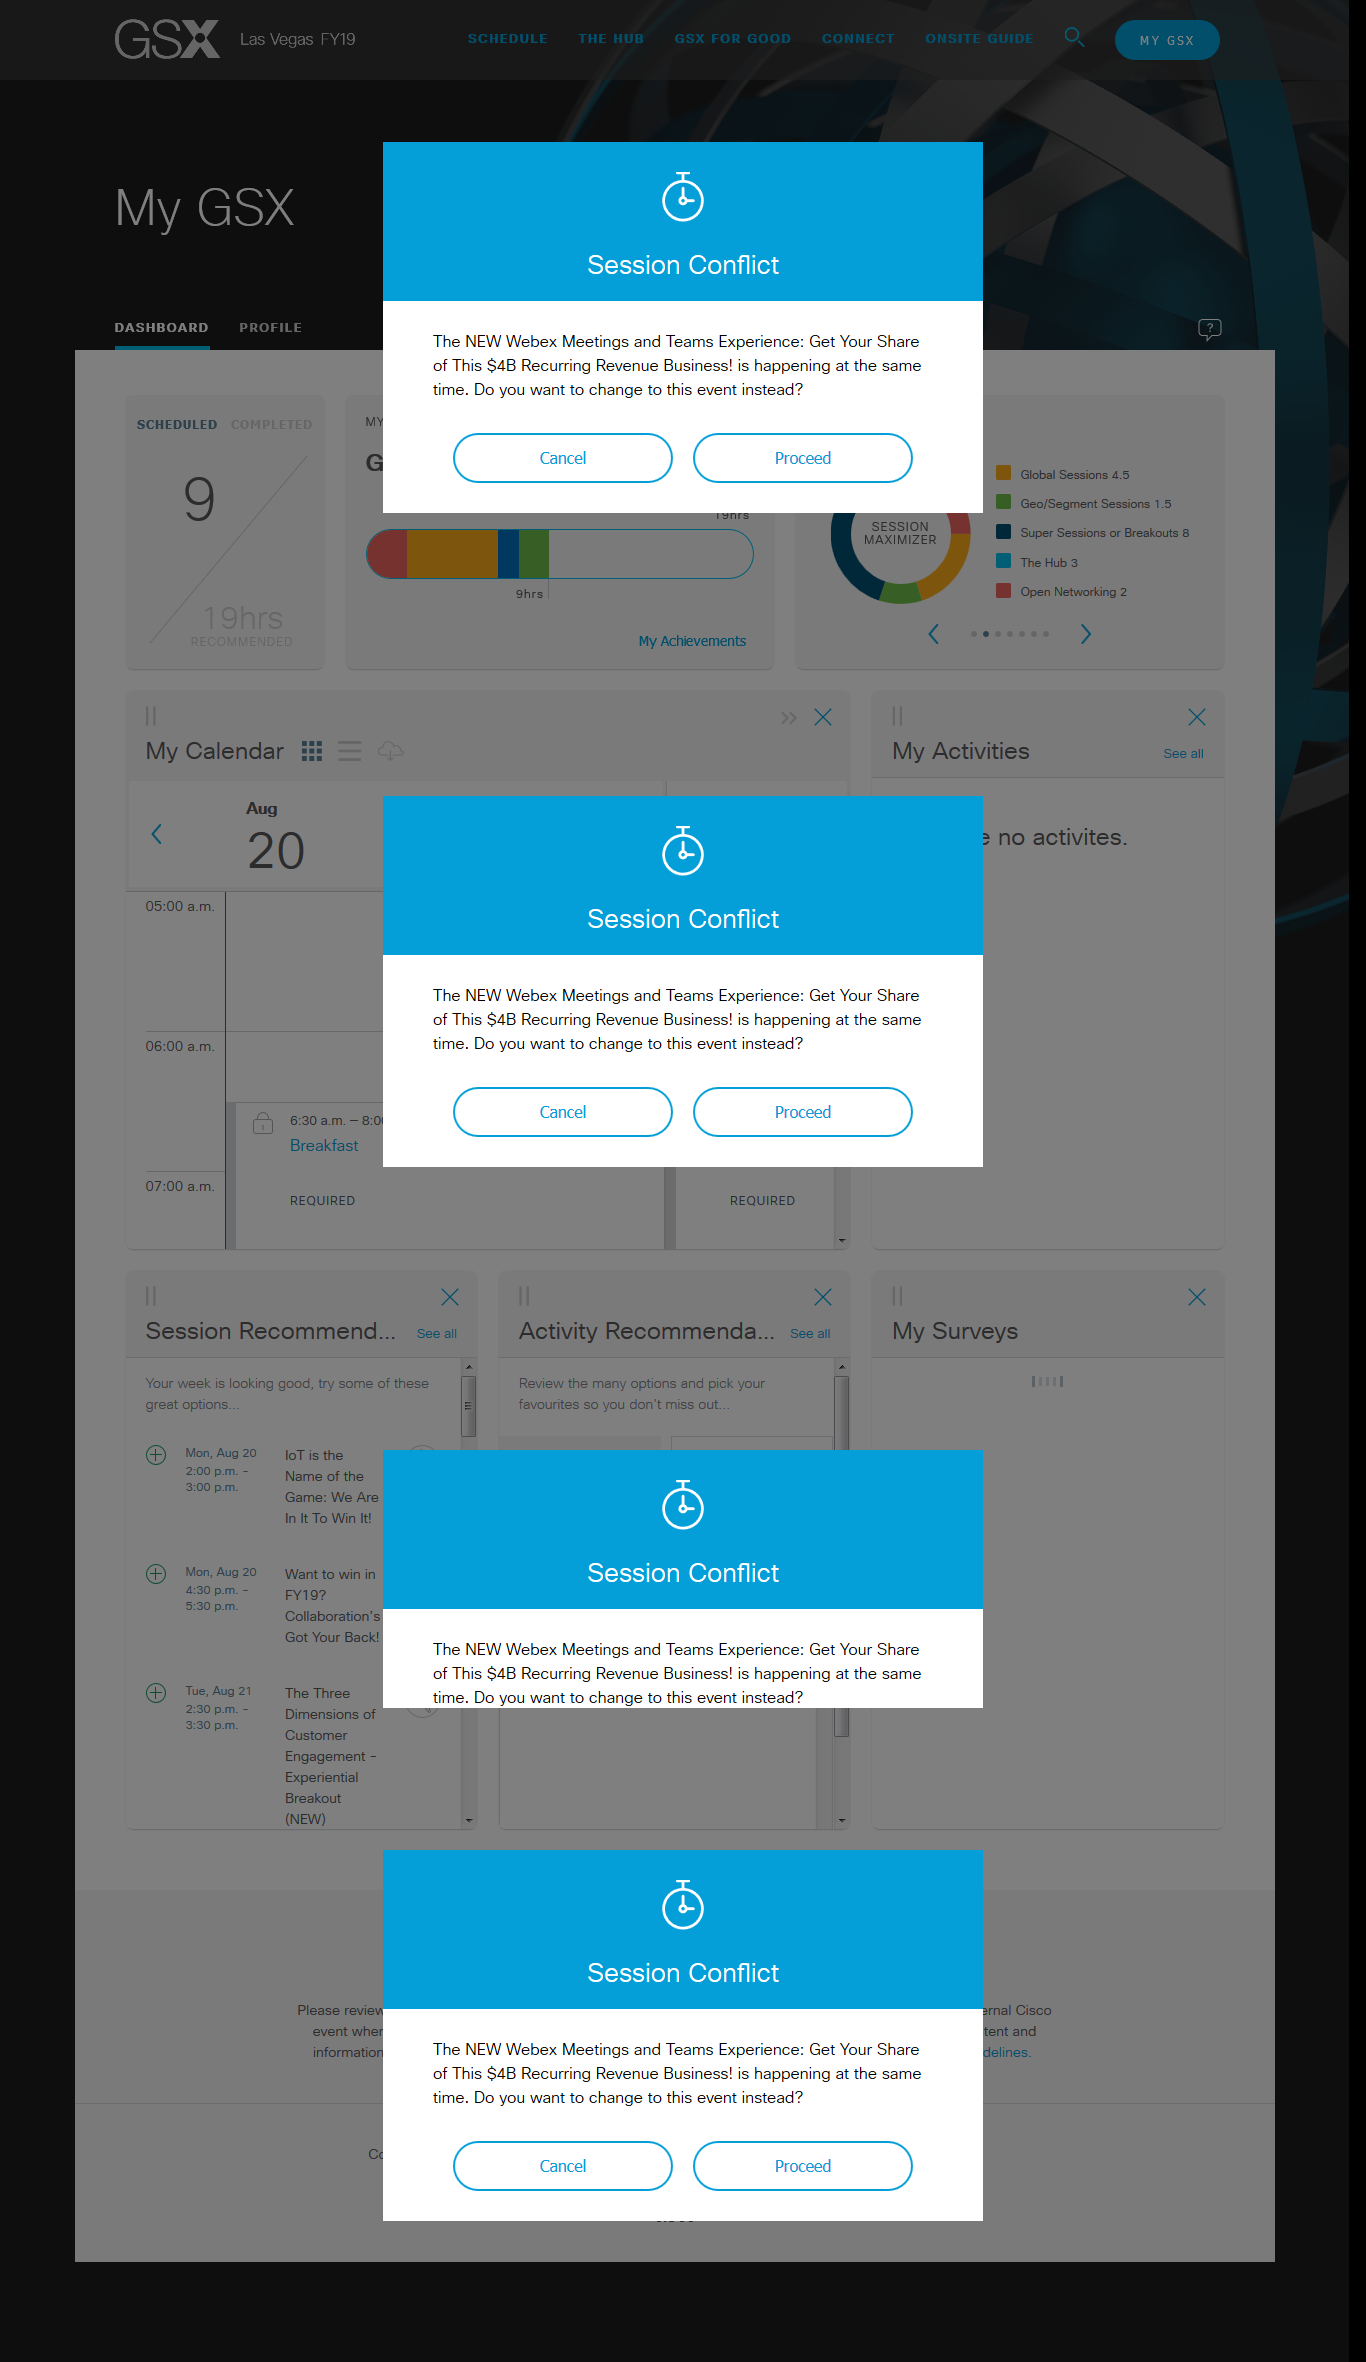 GSX Las Vegas FY19
SCHEDULE THE HUB GSX FOR GOOD CONNECT ONSITE GUIDE MY GSX
My GSX
DASHBOARD PROFILE
?
Session Conflict
The NEW Webex Meetings and Teams Experience: Get Your Share
of This $4B Recurring Revenue Business! is happening at the same
time. Do you want to change to this event instead?
Cancel Proceed
SCHEDULED COMPLETED
9
19hrs
RECOMMENDED
MY
G
19hrs
9hrs
My Achievements
SESSION
MAXIMIZER
Global Sessions 4.5
Geo/Segment Sessions 1.5
Super Sessions or Breakouts 8
The Hub 3
Open Networking 2
My Calendar
Aug
20
05:00 a.m.
06:00 a.m.
07:00 a.m.
6:30 a.m. – 8:0
Breakfast
REQUIRED
REQUIRED
My Activities See all
no activites.
Session Conflict
The NEW Webex Meetings and Teams Experience: Get Your Share
of This $4B Recurring Revenue Business! is happening at the same
time. Do you want to change to this event instead?
Cancel Proceed
Session Recommend... See all
Your week is looking good, try some of these
great options...
Mon, Aug 20
2:00 p.m. -
3:00 p.m.
IoT is the
Name of the
Game: We Are
In It To Win It!
Mon, Aug 20
4:30 p.m. -
5:30 p.m.
Want to win in
FY19?
Collaboration's
Got Your Back!
Tue, Aug 21
2:30 p.m. -
3:30 p.m.
The Three
Dimensions of
Customer
Engagement -
Experiential
Breakout
(NEW)
Activity Recommenda... See all
Review the many options and pick your
favourites so you don't miss out...
My Surveys
Session Conflict
The NEW Webex Meetings and Teams Experience: Get Your Share
of This $4B Recurring Revenue Business! is happening at the same
time. Do you want to change to this event instead?
Session Conflict
The NEW Webex Meetings and Teams Experience: Get Your Share
of This $4B Recurring Revenue Business! is happening at the same
time. Do you want to change to this event instead?
Cancel Proceed
Please review
event wher
information
ernal Cisco
tent and
delines.
Co